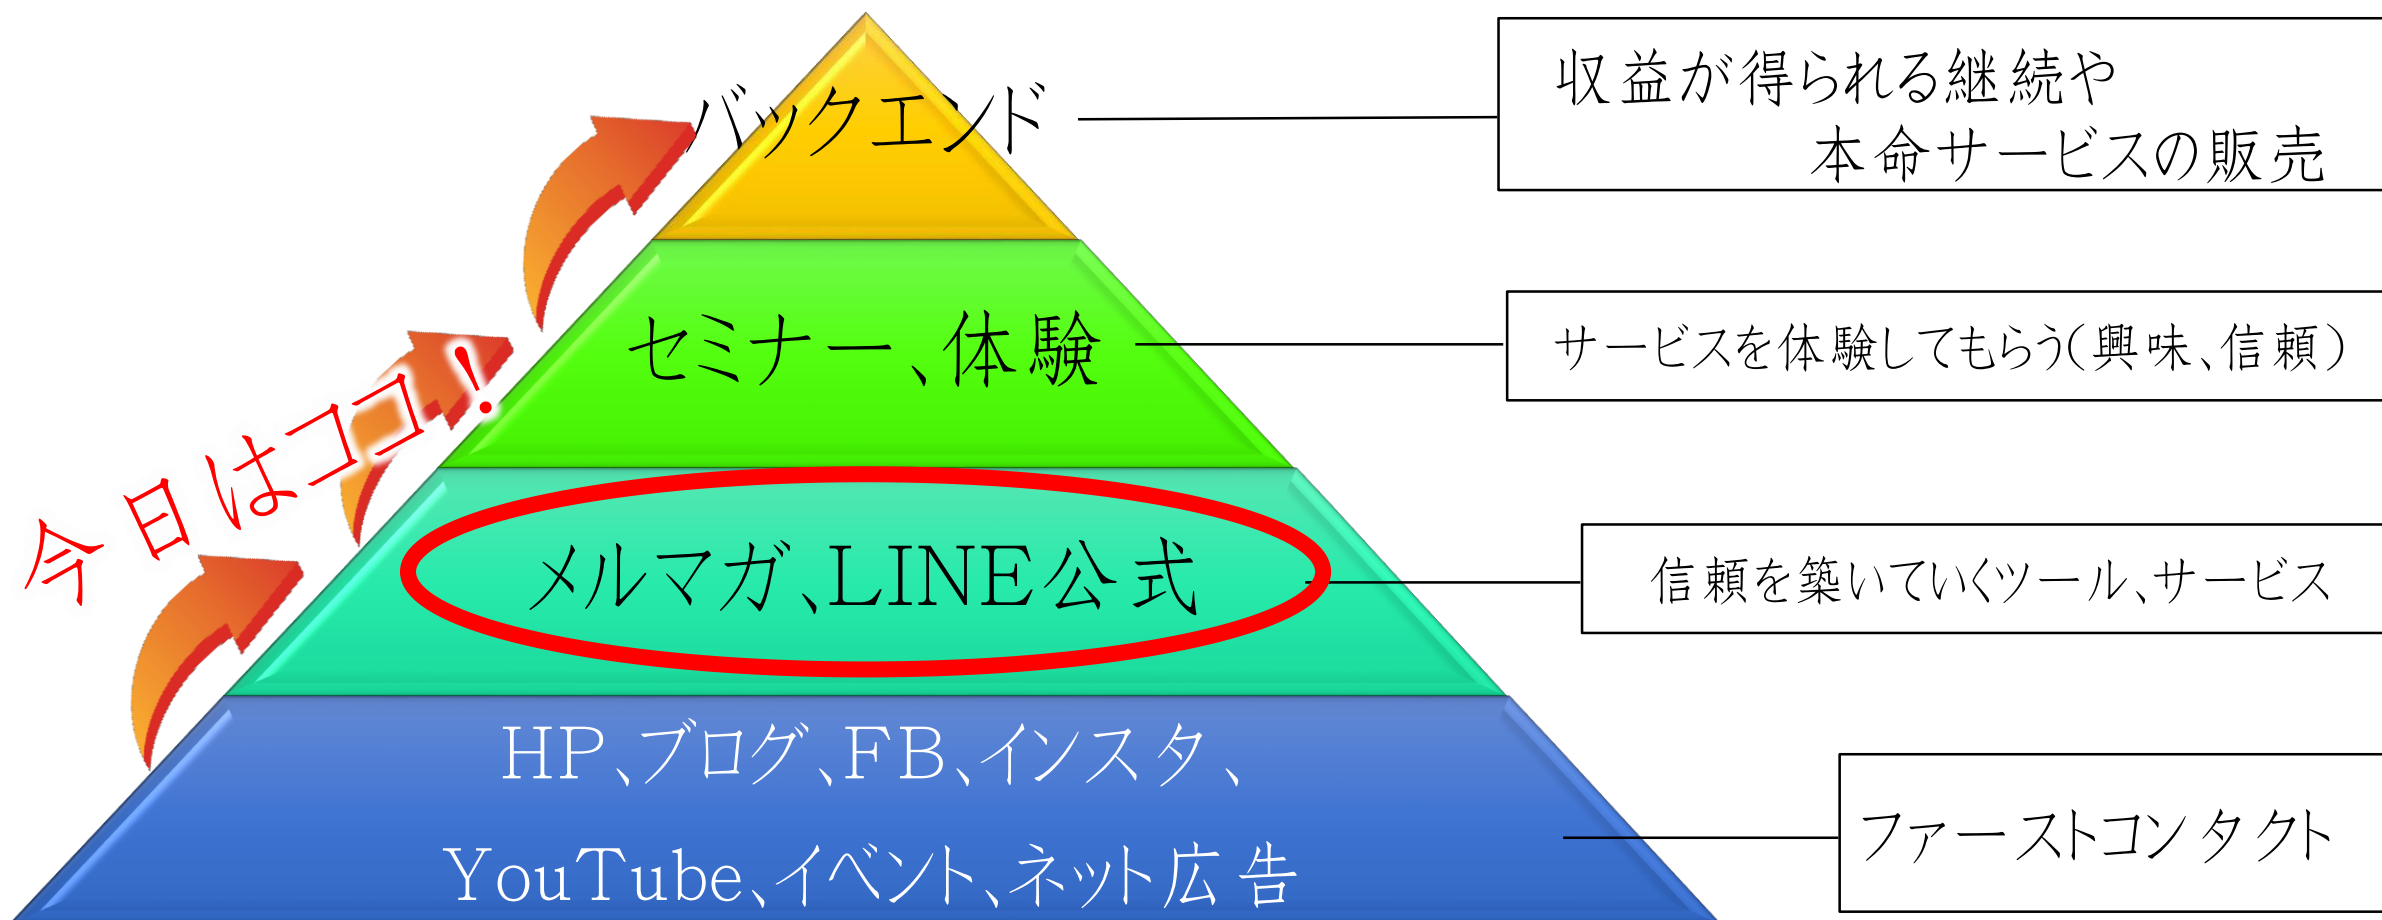 バックエンド
収益が得られる継続や
本命サービスの販売
セミナー、体験
サービスを体験してもらう(興味、信頼)
今日はココ!
メルマガ、LINE公式
信頼を築いていくツール、サービス
HP、ブログ、FB、インスタ、
YouTube、イベント、ネット広告
ファーストコンタクト